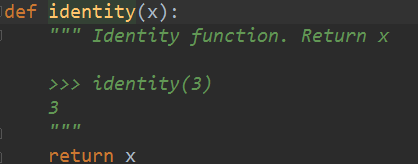 def identity(x):
    """ Identity function. Return x

    >>> identity(3)
    3
    """
    return x